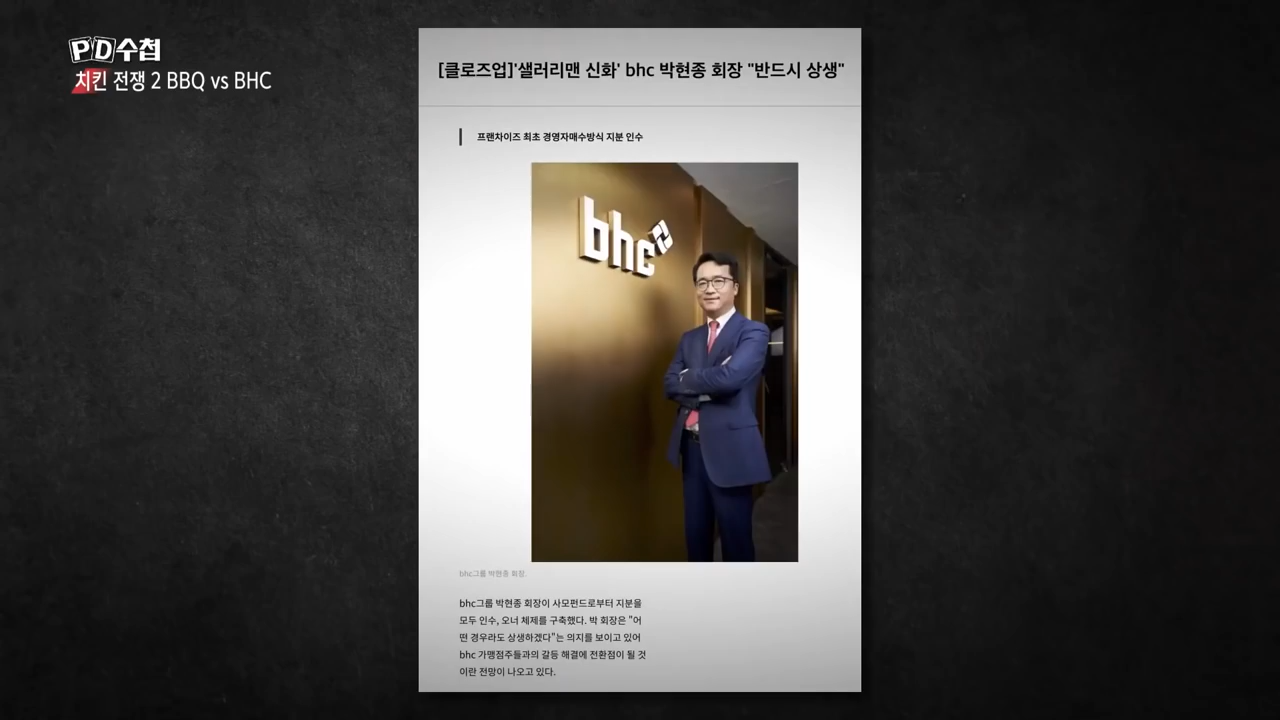 PD수첩
치킨 전쟁 2 BBQ vs BHC
[클로즈업]'샐러리맨 신화' bhc 박현종 회장 "반드시 상생"
프랜차이즈 최초 경영자매수방식 지분 인수
bhc
bhc그룹 박현종 회장.
bhc그룹 박현종 회장이 사모펀드로부터 지분을
모두 인수, 오너 체제를 구축했다. 박 회장은 "어
떤 경우라도 상생하겠다"는 의지를 보이고 있어
bhc 가맹점주들과의 갈등 해결에 전환점이 될 것
이란 전망이 나오고 있다.